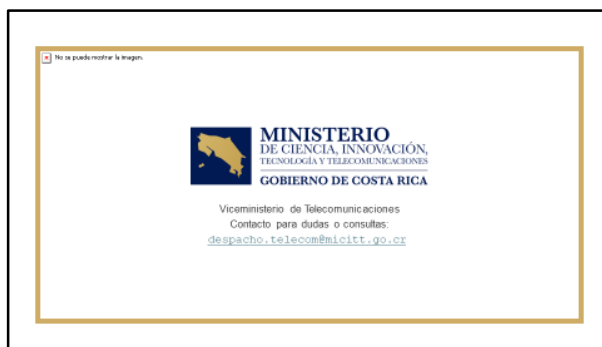 No se puede mostrar la imagen.
MINISTERIO
DE CIENCIA, INNOVACIÓN,
TECNOLOGÍA Y TELECOMUNICACIONES
GOBIERNO DE COSTA RICA
Viceministerio de Telecomunicaciones
Contacto para dudas o consultas:
despacho.telecom@micitt.go.cr